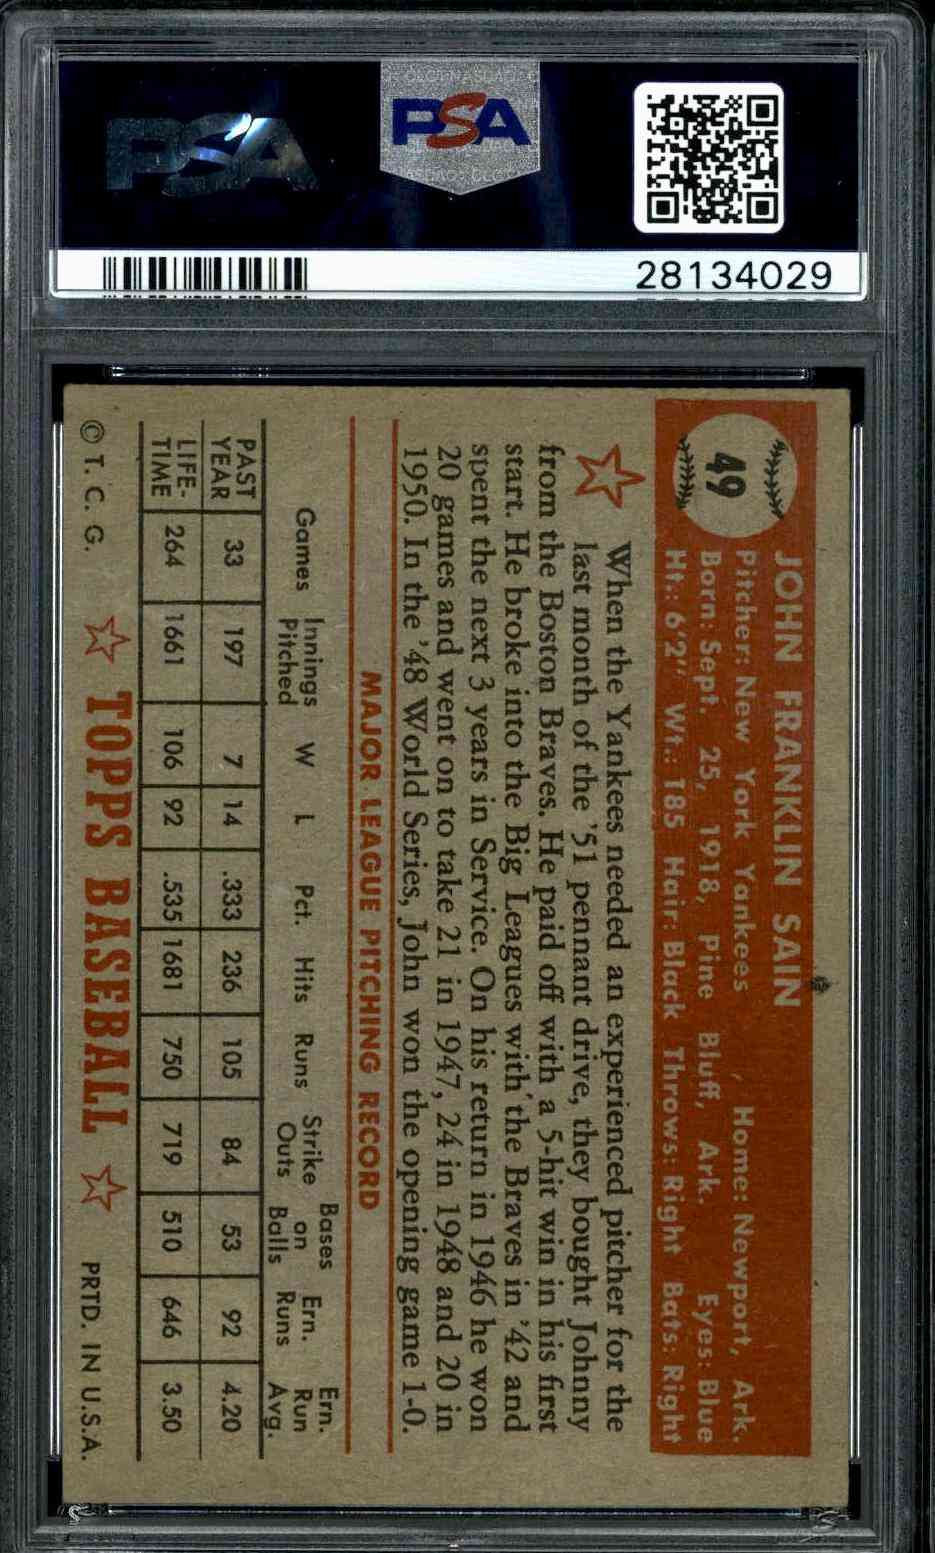 PSA
PSA
28134029
49
JOHN FRANKLIN SAIN
Pitcher: New York Yankees Home: Newport, Ark.
Born: Sept. 25, 1918, Pine Bluff, Ark. Eyes: Blue
Ht.: 6'2" Wt.: 185 Hair: Black Throws: Right Bats: Right
When the Yankees needed an experienced pitcher for the
last month of the '51 pennant drive, they bought Johnny
from the Boston Braves. He paid off with a 5-hit win in his first
start. He broke into the Big Leagues with the Braves in '42 and
spent the next 3 years in Service. On his return in 1946 he won
20 games and went on to take 21 in 1947, 24 in 1948 and 20 in
1950. In the '48 World Series, John won the opening game 1-0.
MAJOR LEAGUE PITCHING RECORD
Games Innings Pitched W L Pct. Hits Runs Strike Outs Bases on Balls Ern. Runs Ern. Run Avg.
PAST YEAR 33 197 7 14 .333 236 105 84 53 92 4.20
LIFE-TIME 264 1661 106 92 .535 1681 750 719 510 646 3.50
© T. C. G. TOPPS BASEBALL PRTD. IN U.S.A.